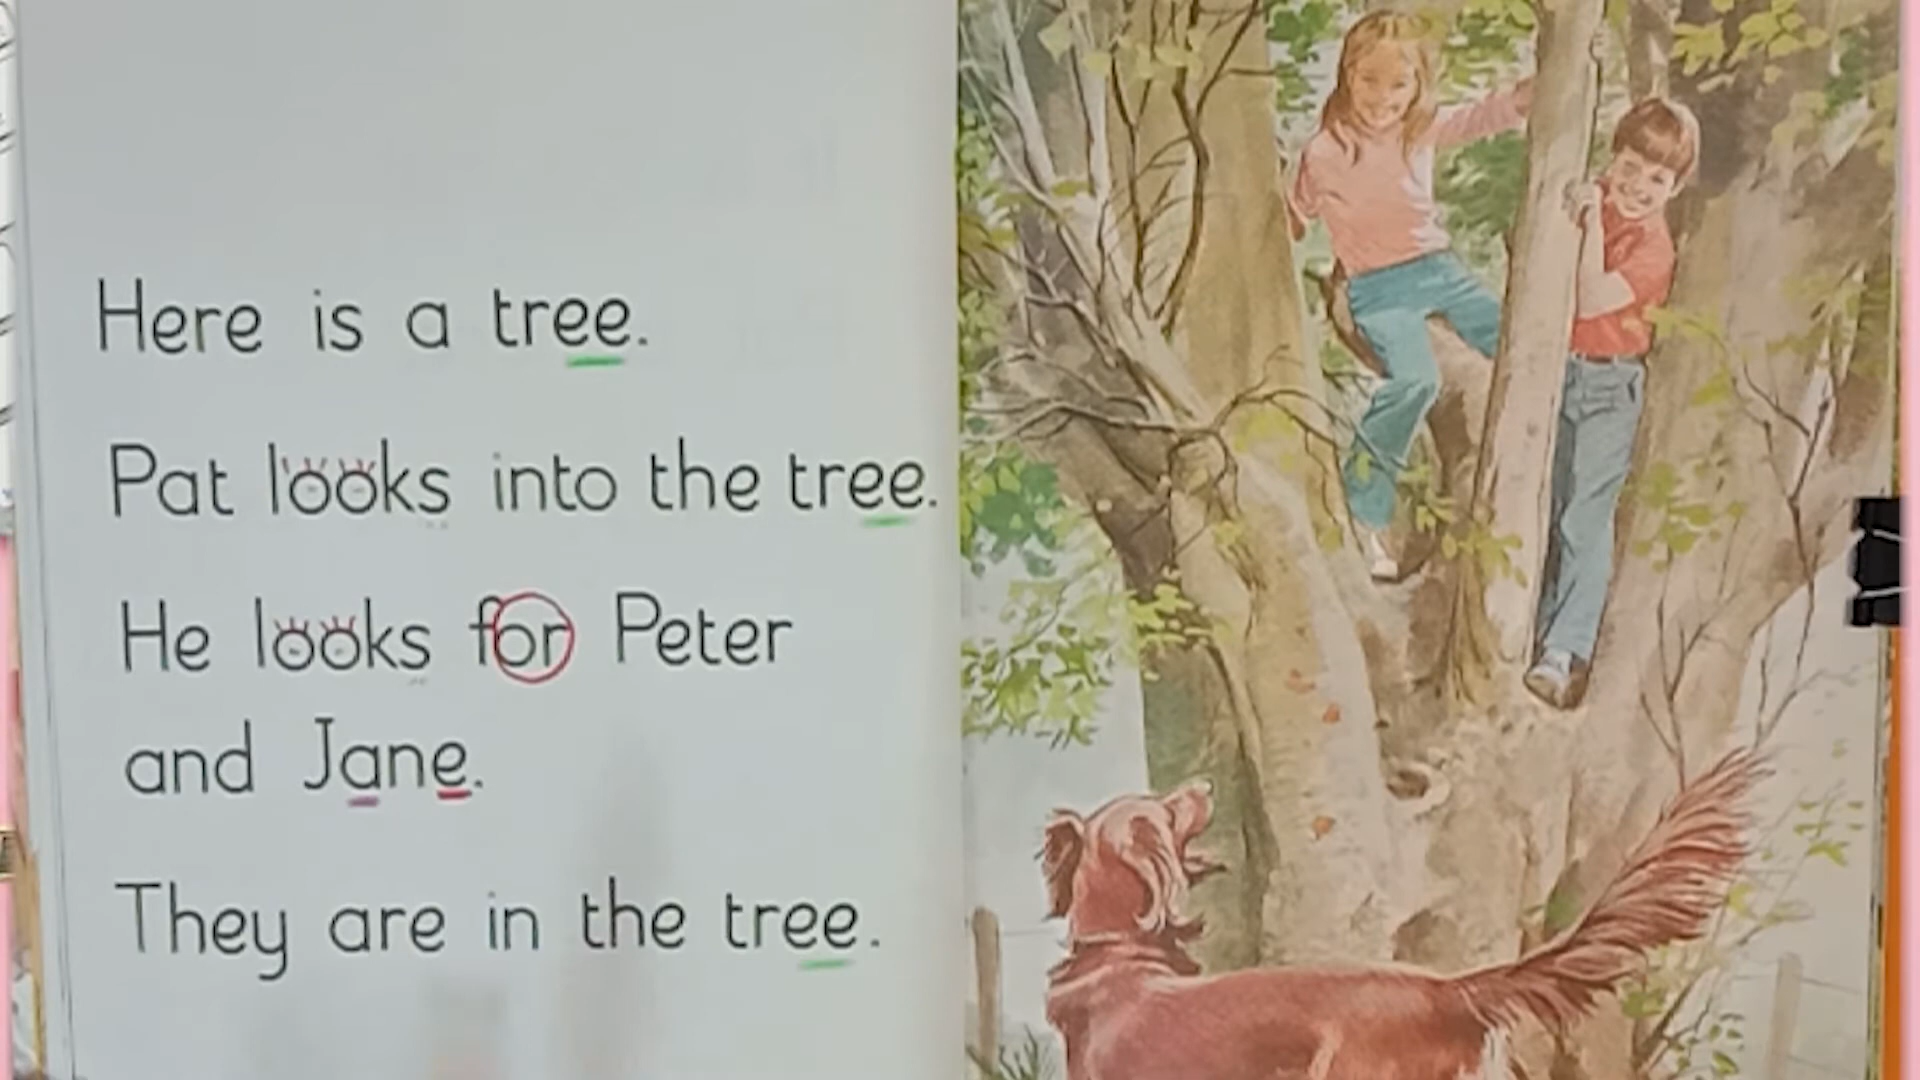 Here is a tree.
Pat looks into the tree.
He looks for Peter
and Jane.
They are in the tree.